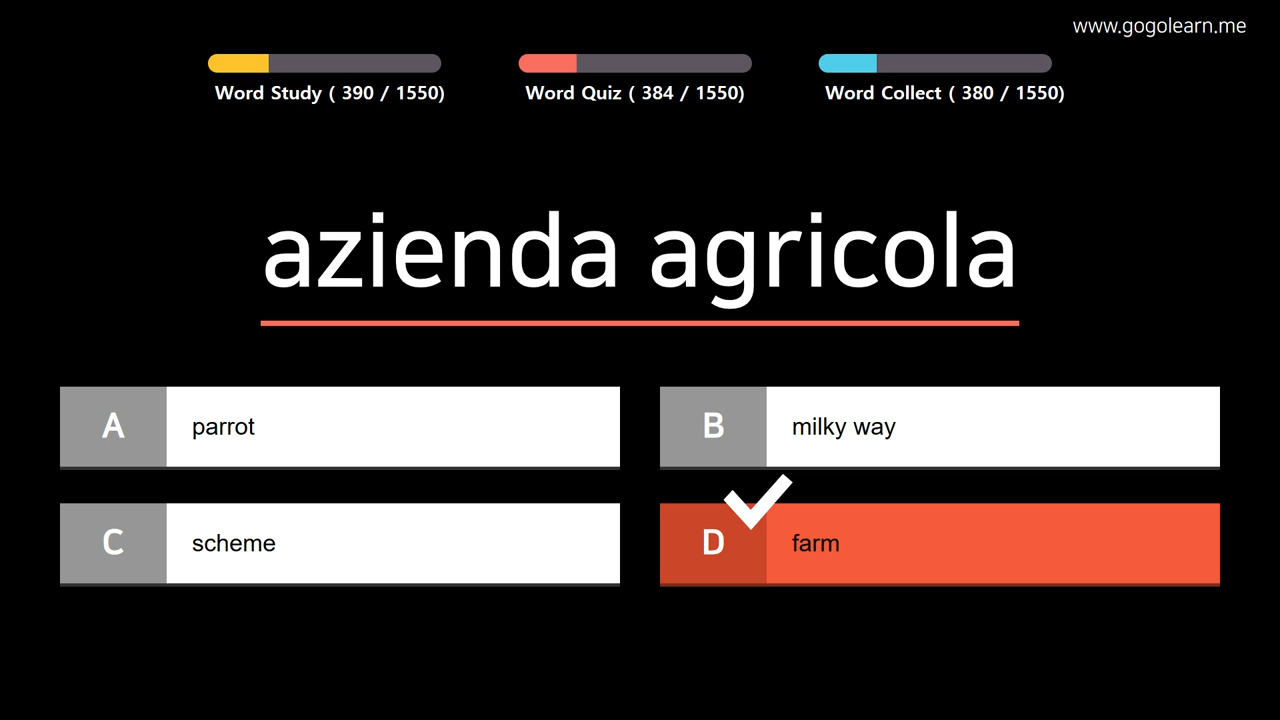 www.gogolearn.me
Word Study ( 390 / 1550)
Word Quiz ( 384 / 1550)
Word Collect ( 380 / 1550)
azienda agricola
A
parrot
B
milky way
C
scheme
D
farm